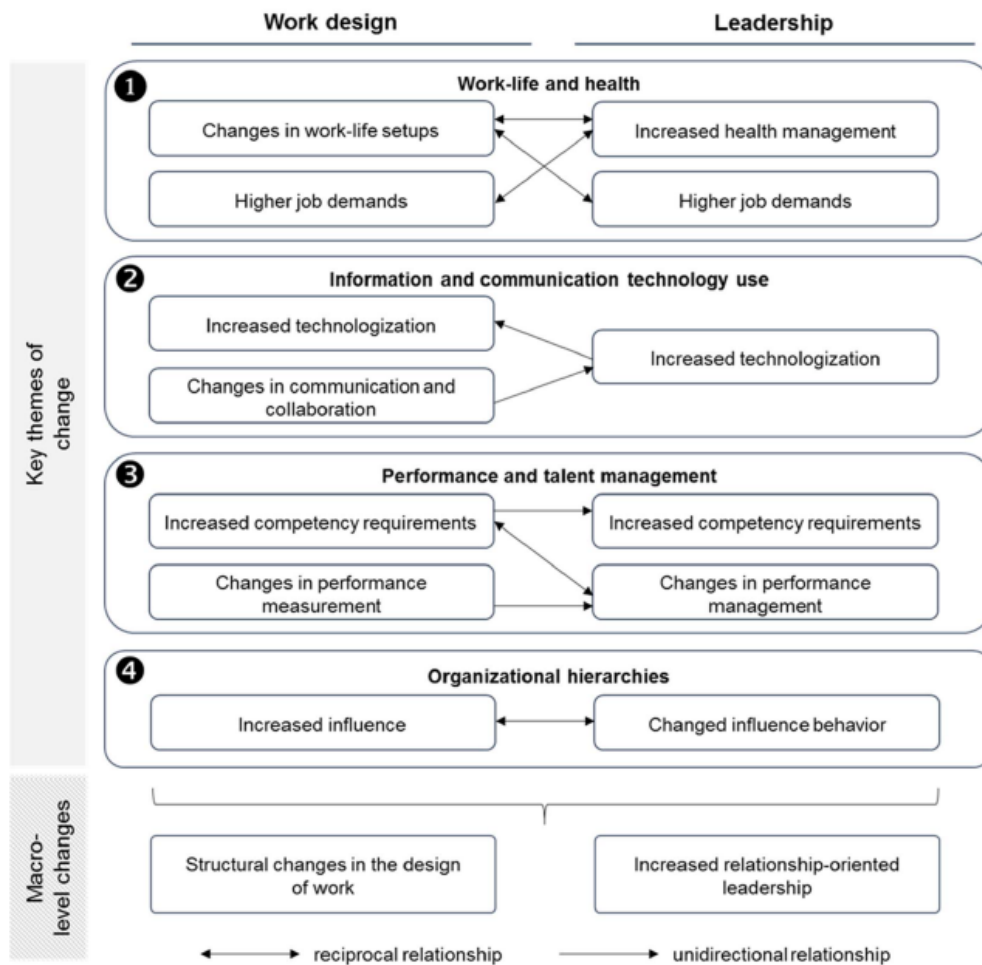 Work design
Leadership
Key themes of
change
1
Work-life and health
Changes in work-life setups
Increased health management
Higher job demands
Higher job demands
2
Information and communication technology use
Increased technologization
Increased technologization
Changes in communication and
collaboration
3
Performance and talent management
Increased competency requirements
Increased competency requirements
Changes in performance
measurement
Changes in performance
management
4
Organizational hierarchies
Increased influence
Changed influence behavior
Macro-
level changes
Structural changes in the design
of work
Increased relationship-oriented
leadership
reciprocal relationship
unidirectional relationship